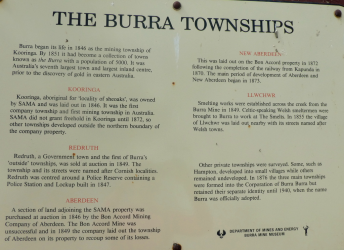 THE BURRA TOWNSHIPS
Burra began its life in 1846 as the mining township of
Kooringa. By 1851 it had become a collection of towns
known as the Burra with a population of 5000. It was
Australia's seventh largest town and largest inland centre,
prior to the discovery of gold in eastern Australia.
KOORINGA
Kooringa, aboriginal for 'locality of sheoaks', was owned
by SAMA and was laid out in 1846. It was the first
company township and first mining township in Australia.
SAMA did not grant freehold in Kooringa until 1872, so
other townships developed outside the northern boundary of
the company property.
REDRUTH
Redruth, a Government town and the first of Burra's
'outside' townships, was sold at auction in 1849. The
township and its streets were named after Cornish localities.
Redruth was centred around a Police Reserve containing a
Police Station and Lockup built in 1847.
ABERDEEN
A section of land adjoining the SAMA property was
purchased at auction in 1846 by the Bon Accord Mining
Company of Aberdeen. The Bon Accord Mine was
unsuccessful and in 1849 the company laid out the township
of Aberdeen on its property to recoup some of its losses.
NEW ABERDEEN
This was laid out on the Bon Accord property in 1872
following the completion of the railway from Kapunda in
1870. The main period of development of Aberdeen and
New Aberdeen began in 1873.
LLWCHWR
Smelting works were established across the creek from the
Burra Mine in 1849. Celtic-speaking Welsh smeltermen were
brought to Burra to work at The Smelts. In 1855 the village
of Llwchwr was laid out nearby with its streets named after
Welsh towns.
Other private townships were surveyed. Some, such as
Hampton, developed into small villages while others
remained undeveloped. In 1876 the three main townships
were formed into the Corporation of Burra Burra but
retained their separate identity until 1940, when the name
Burra was officially adopted.
DEPARTMENT OF MINES AND ENERGY
BURRA MINE MUSEUM